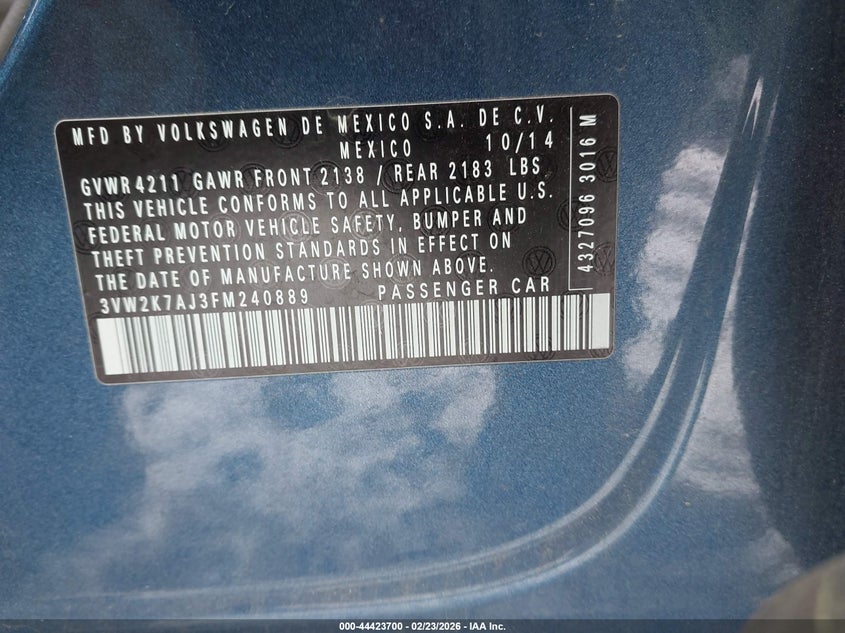 MFD BY VOLKSWAGEN DE MEXICO S.A. DE C.V.
MEXICO 10/14
GVWR 4211 GAWR FRONT 2138 / REAR 2183 LBS
THIS VEHICLE CONFORMS TO ALL APPLICABLE U.S.
FEDERAL MOTOR VEHICLE SAFETY, BUMPER AND
THEFT PREVENTION STANDARDS IN EFFECT ON
THE DATE OF MANUFACTURE SHOWN ABOVE.
3VW2K7AJ3FM240889 PASSENGER CAR
4327096 3016 M
000-44423700 - 02/23/2026 - IAA Inc.